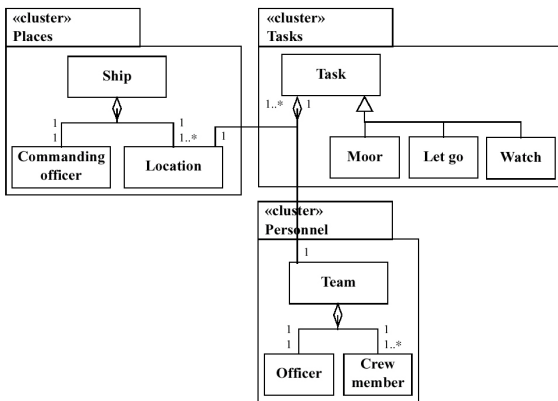 «cluster»
Places
Ship
1
1
1
1..*
Commanding
officer
Location
1
«cluster»
Tasks
Task
1..*
1
Moor
Let go
Watch
«cluster»
Personnel
1
Team
1
1
1
1..*
Officer
Crew
member